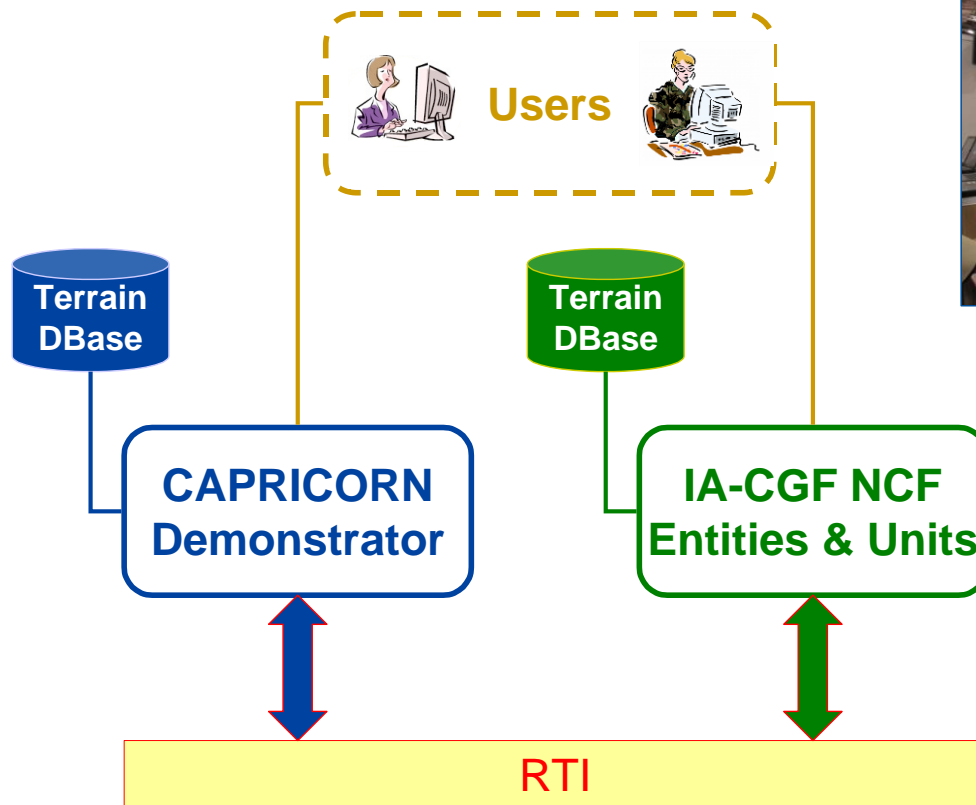 Users
Terrain
DBase
Terrain
DBase
CAPRICORN
Demonstrator
IA-CGF NCF
Entities & Units
RTI